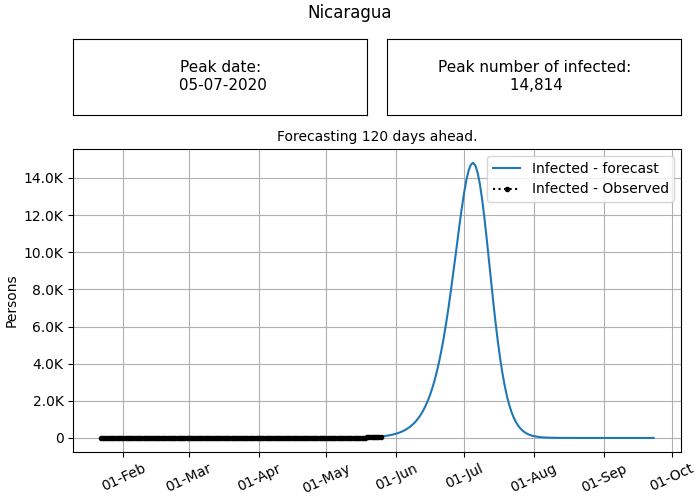 Nicaragua
Peak date:
05-07-2020
Peak number of infected:
14,814
Forecasting 120 days ahead.
Infected - forecast
Infected - Observed
Persons
14.0K
12.0K
10.0K
8.0K
6.0K
4.0K
2.0K
0
01-Feb
01-Mar
01-Apr
01-May
01-Jun
01-Jul
01-Aug
01-Sep
01-Oct